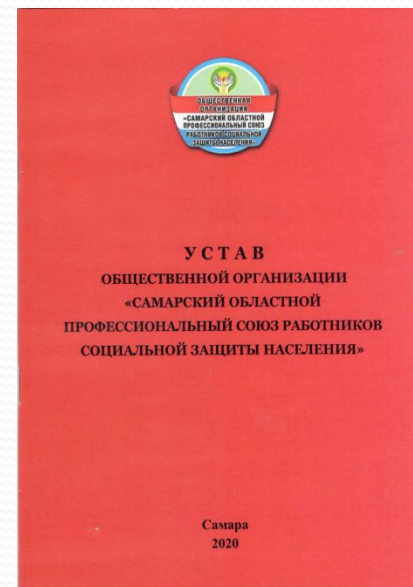 ОБЩЕСТВЕННАЯ
ОРГАНИЗАЦИЯ
«САМАРСКИЙ ОБЛАСТНОЙ
ПРОФЕССИОНАЛЬНЫЙ СОЮЗ
РАБОТНИКОВ СОЦИАЛЬНОЙ
ЗАЩИТЫ НАСЕЛЕНИЯ»
УСТАВ
ОБЩЕСТВЕННОЙ ОРГАНИЗАЦИИ
«САМАРСКИЙ ОБЛАСТНОЙ
ПРОФЕССИОНАЛЬНЫЙ СОЮЗ РАБОТНИКОВ
СОЦИАЛЬНОЙ ЗАЩИТЫ НАСЕЛЕНИЯ»
Самара
2020